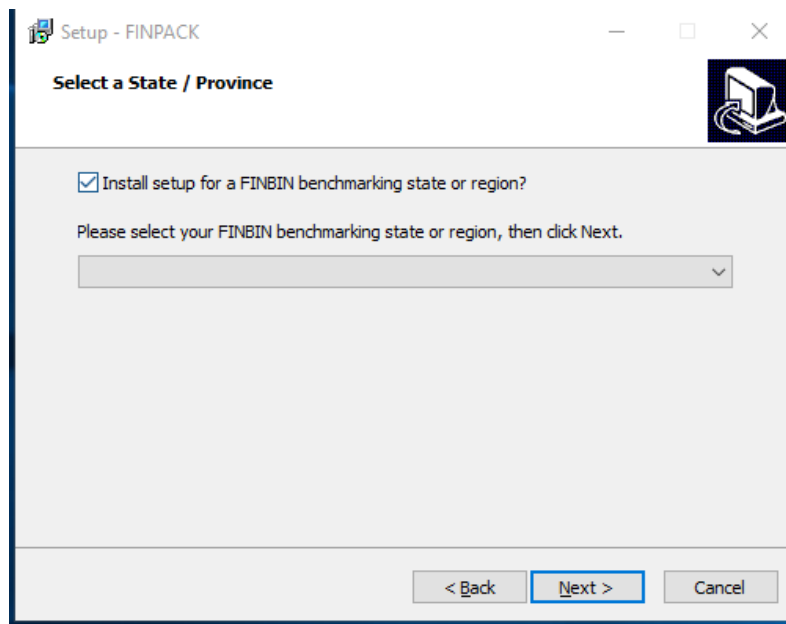 Setup - FINPACK
Select a State / Province
Install setup for a FINBIN benchmarking state or region?
Please select your FINBIN benchmarking state or region, then click Next.
< Back Next > Cancel